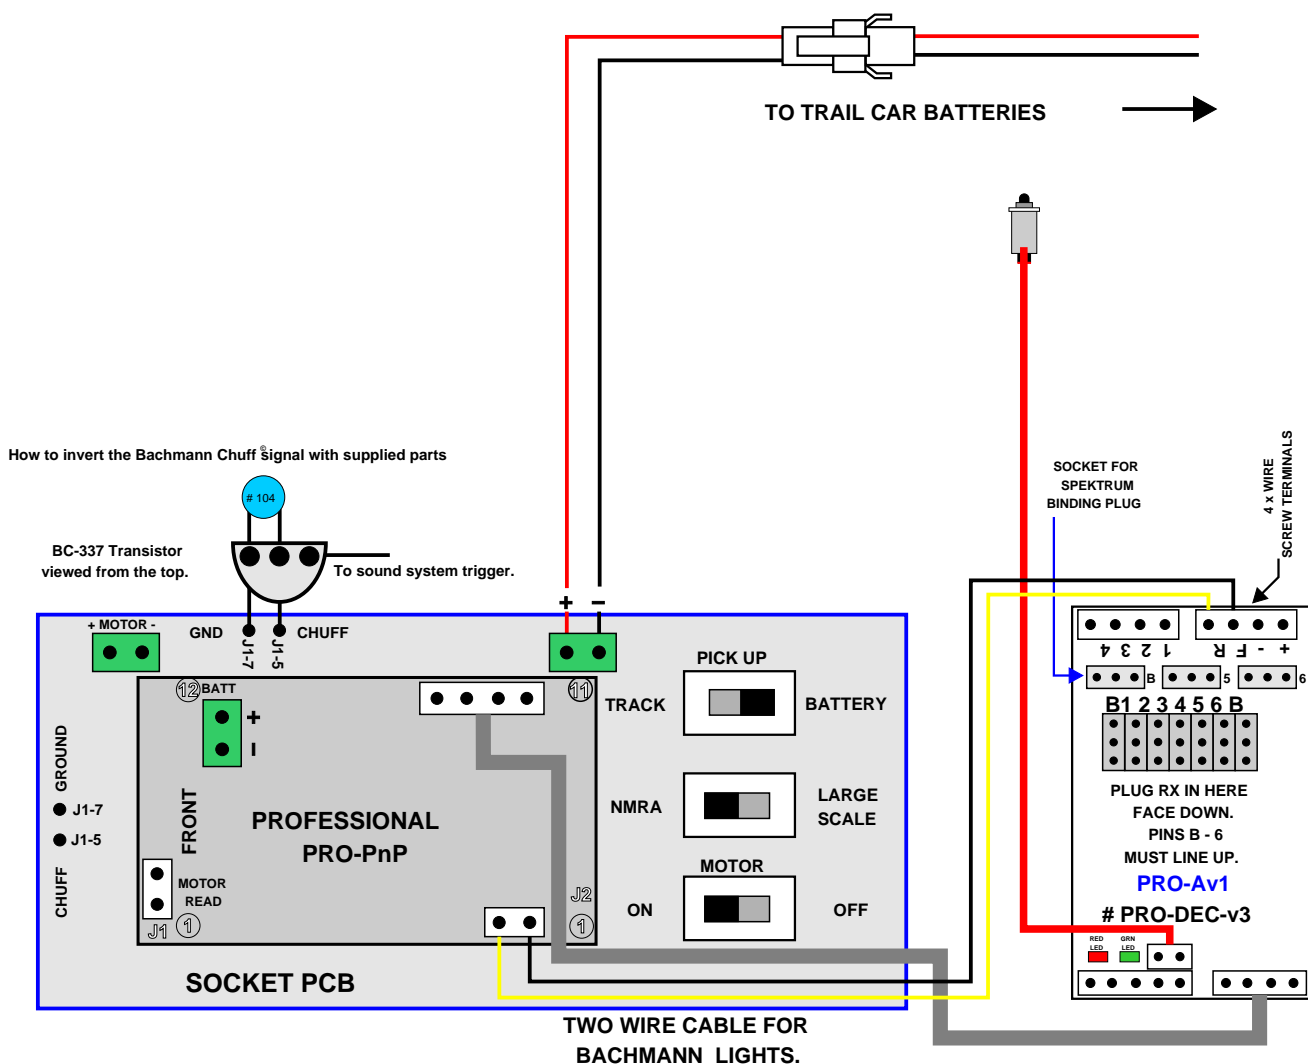 TO TRAIL CAR BATTERIES
How to invert the Bachmann Chuff © signal with supplied parts
# 104
BC-337 Transistor
viewed from the top.
To sound system trigger.
SOCKET FOR
SPEKTRUM
BINDING PLUG
4 x WIRE
SCREW TERMINALS
+ -
+ MOTOR -
GND
J1-7
J1-5
CHUFF
PICK UP
TRACK
BATTERY
NMRA
LARGE
SCALE
MOTOR
ON
OFF
12
BATT
+
-
11
GROUND
J1-7
J1-5
CHUFF
FRONT
PROFESSIONAL
PRO-PnP
MOTOR
READ
J1
1
J2
1
SOCKET PCB
TWO WIRE CABLE FOR
BACHMANN LIGHTS.
4 3 2 1
R F - +
B
5
6
B1 2 3 4 5 6 B
PLUG RX IN HERE
FACE DOWN.
PINS B - 6
MUST LINE UP.
PRO-Av1
# PRO-DEC-v3
RED
LED
GRN
LED